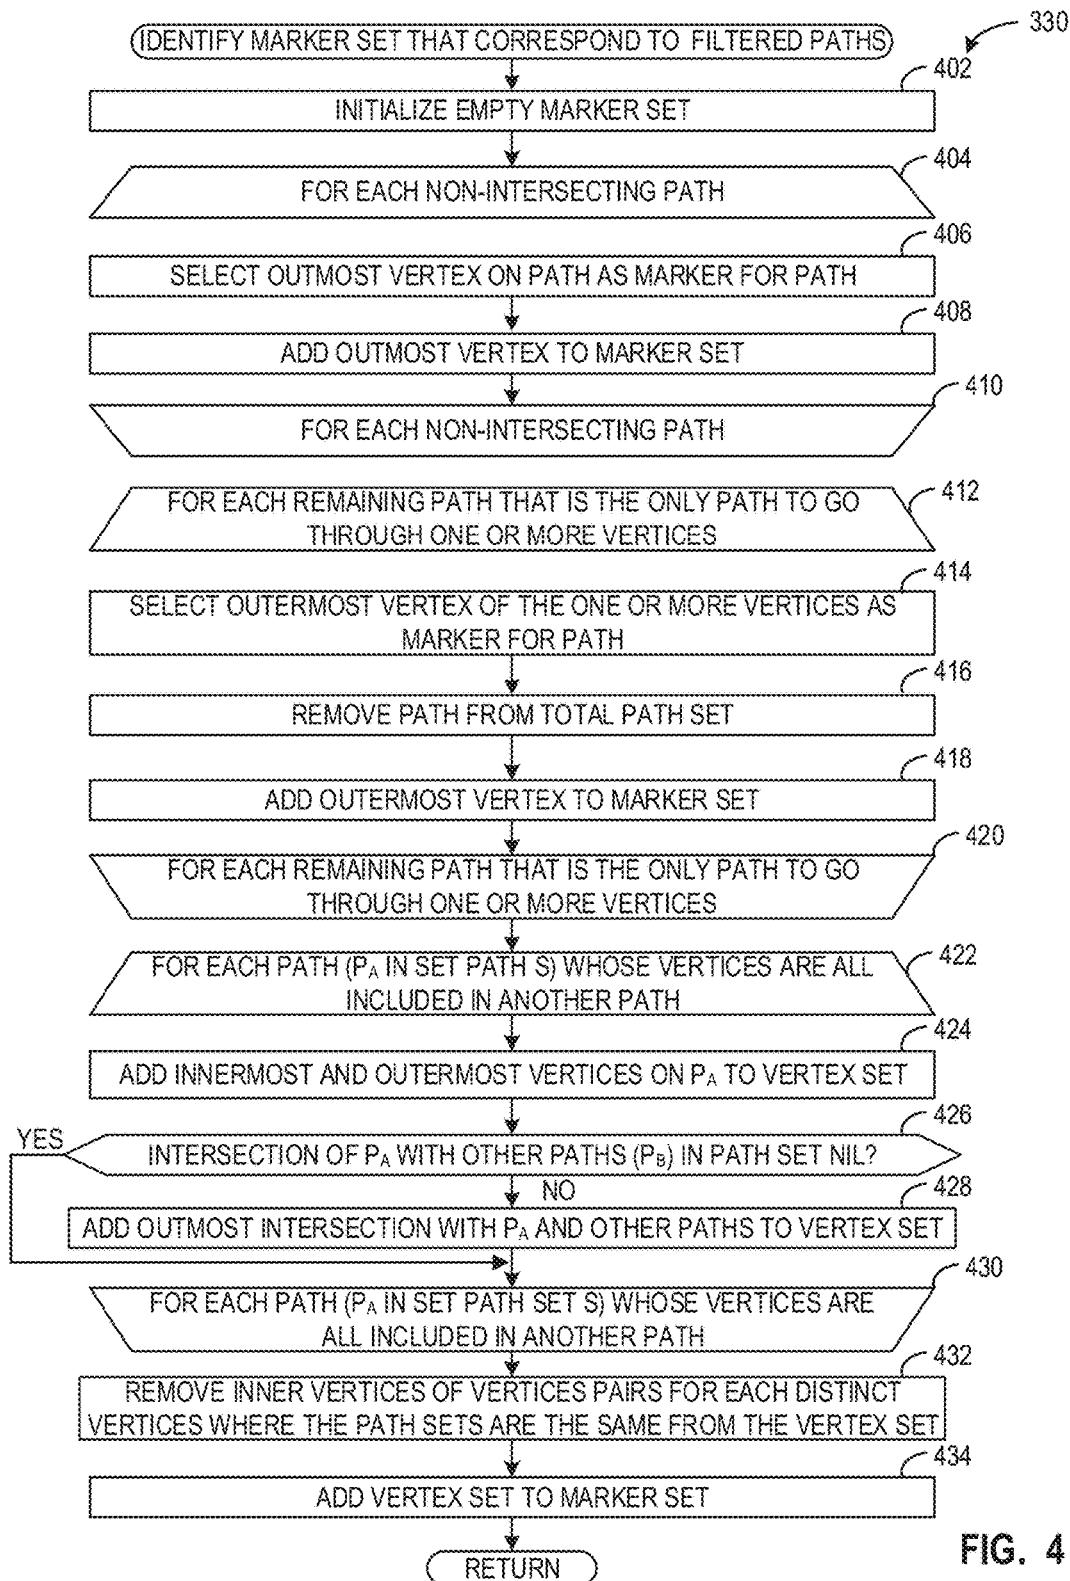 330
IDENTIFY MARKER SET THAT CORRESPOND TO FILTERED PATHS
402
INITIALIZE EMPTY MARKER SET
404
FOR EACH NON-INTERSECTING PATH
406
SELECT OUTMOST VERTEX ON PATH AS MARKER FOR PATH
408
ADD OUTMOST VERTEX TO MARKER SET
410
FOR EACH NON-INTERSECTING PATH
412
FOR EACH REMAINING PATH THAT IS THE ONLY PATH TO GO
THROUGH ONE OR MORE VERTICES
414
SELECT OUTERMOST VERTEX OF THE ONE OR MORE VERTICES AS
MARKER FOR PATH
416
REMOVE PATH FROM TOTAL PATH SET
418
ADD OUTERMOST VERTEX TO MARKER SET
420
FOR EACH REMAINING PATH THAT IS THE ONLY PATH TO GO
THROUGH ONE OR MORE VERTICES
422
FOR EACH PATH (PA IN SET PATH S) WHOSE VERTICES ARE ALL
INCLUDED IN ANOTHER PATH
424
ADD INNERMOST AND OUTERMOST VERTICES ON PA TO VERTEX SET
426
YES
INTERSECTION OF PA WITH OTHER PATHS (PB) IN PATH SET NIL?
NO
428
ADD OUTMOST INTERSECTION WITH PA AND OTHER PATHS TO VERTEX SET
430
FOR EACH PATH (PA IN SET PATH SET S) WHOSE VERTICES ARE
ALL INCLUDED IN ANOTHER PATH
432
REMOVE INNER VERTICES OF VERTICES PAIRS FOR EACH DISTINCT
VERTICES WHERE THE PATH SETS ARE THE SAME FROM THE VERTEX SET
434
ADD VERTEX SET TO MARKER SET
RETURN
FIG. 4